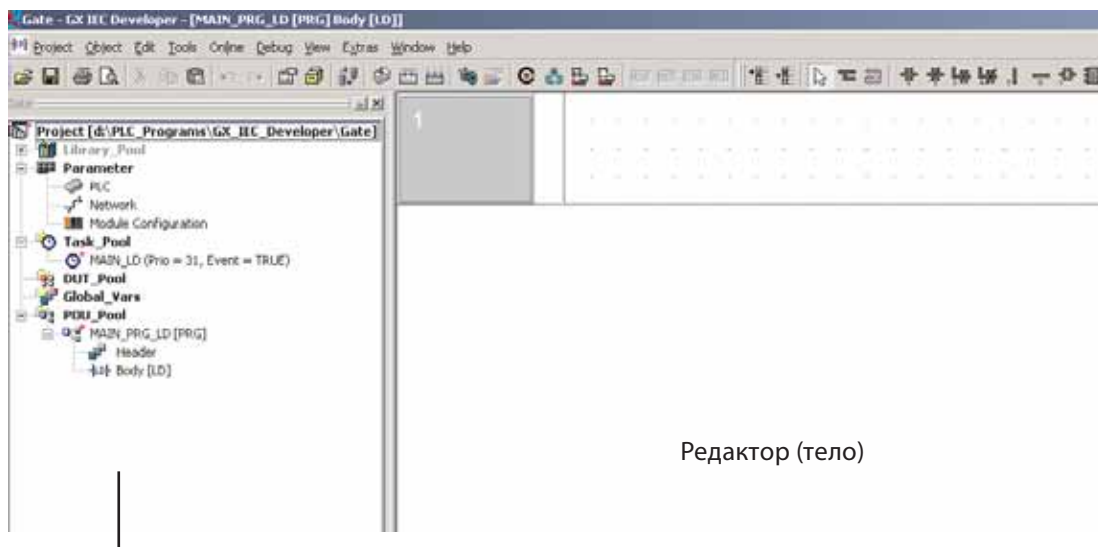 Gate - GX IEC Developer - [MAIN_PRG_LD [PRG] Body [LD]]
Project Object Edit Tools Online Debug View Extras Window Help
Project [d:\PLC_Programs\GX_IEC_Developer\Gate]
1
Library_Pool
Parameter
PLC
Network
Module Configuration
Task_Pool
MAIN_LD (Prio = 31, Event = TRUE)
DUT_Pool
Global_Vars
POU_Pool
MAIN_PRG_LD [PRG]
Header
Body [LD]
Редактор (тело)